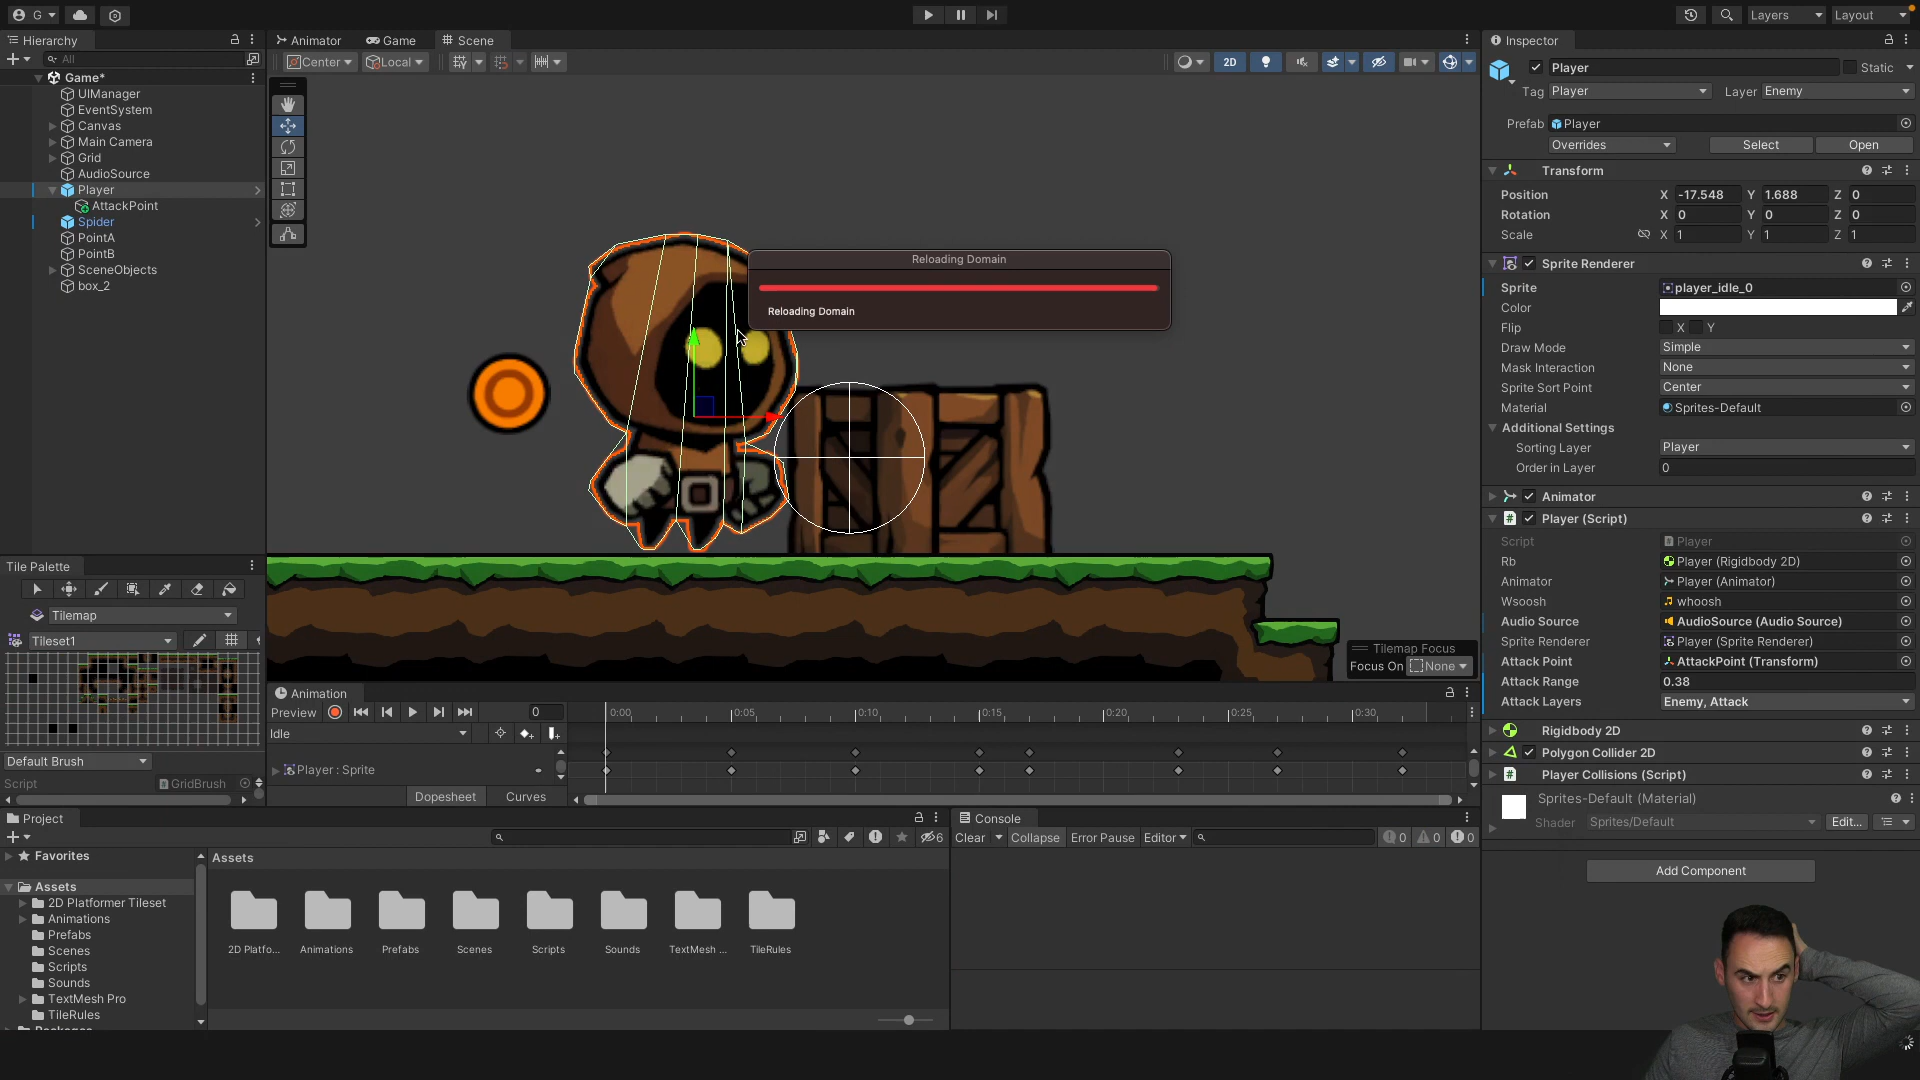 G
Layers
Layout
Hierarchy
All
Game*
UIManager
EventSystem
Canvas
Main Camera
Grid
AudioSource
Player
AttackPoint
Spider
PointA
PointB
SceneObjects
box_2
Animator
Game
Scene
Center
Local
2D
Reloading Domain
Reloading Domain
Tilemap Focus
Focus On
None
Inspector
Player
Static
Tag
Player
Layer
Enemy
Prefab
Player
Overrides
Select
Open
Transform
Position X -17.548 Y 1.688 Z 0
Rotation X 0 Y 0 Z 0
Scale X 1 Y 1 Z 1
Sprite Renderer
Sprite player_idle_0
Color
Flip X Y
Draw Mode Simple
Mask Interaction None
Sprite Sort Point Center
Material Sprites-Default
Additional Settings
Sorting Layer Player
Order in Layer 0
Animator
Player (Script)
Script Player
Rb Player (Rigidbody 2D)
Animator Player (Animator)
Wsoosh whoosh
Audio Source AudioSource (Audio Source)
Sprite Renderer Player (Sprite Renderer)
Attack Point AttackPoint (Transform)
Attack Range 0.38
Attack Layers Enemy, Attack
Rigidbody 2D
Polygon Collider 2D
Player Collisions (Script)
Sprites-Default (Material)
Shader Sprites/Default Edit...
Add Component
Tile Palette
Tilemap
Tileset1
Default Brush
Script GridBrush
Animation
Preview 0
0:00 0:05 0:10 0:15 0:20 0:25 0:30
Idle
Player : Sprite
Dopesheet Curves
Project
6
Favorites
Assets
2D Platformer Tileset
Animations
Prefabs
Scenes
Scripts
Sounds
TextMesh Pro
TileRules
Assets
2D Platfo... Animations Prefabs Scenes Scripts Sounds TextMesh ... TileRules
Console
Clear Collapse Error Pause Editor 0 0 0